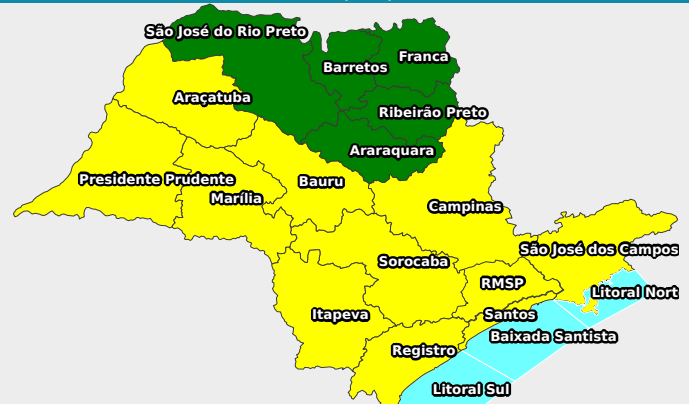 São José do Rio Preto
Franca
Barretos
Araçatuba
Ribeirão Preto
Araraquara
Presidente Prudente
Bauru
Marília
Campinas
São José dos Campos
Sorocaba
RMSP
Litoral Nort
Itapeva
Santos
Baixada Santista
Registro
Litoral Sul